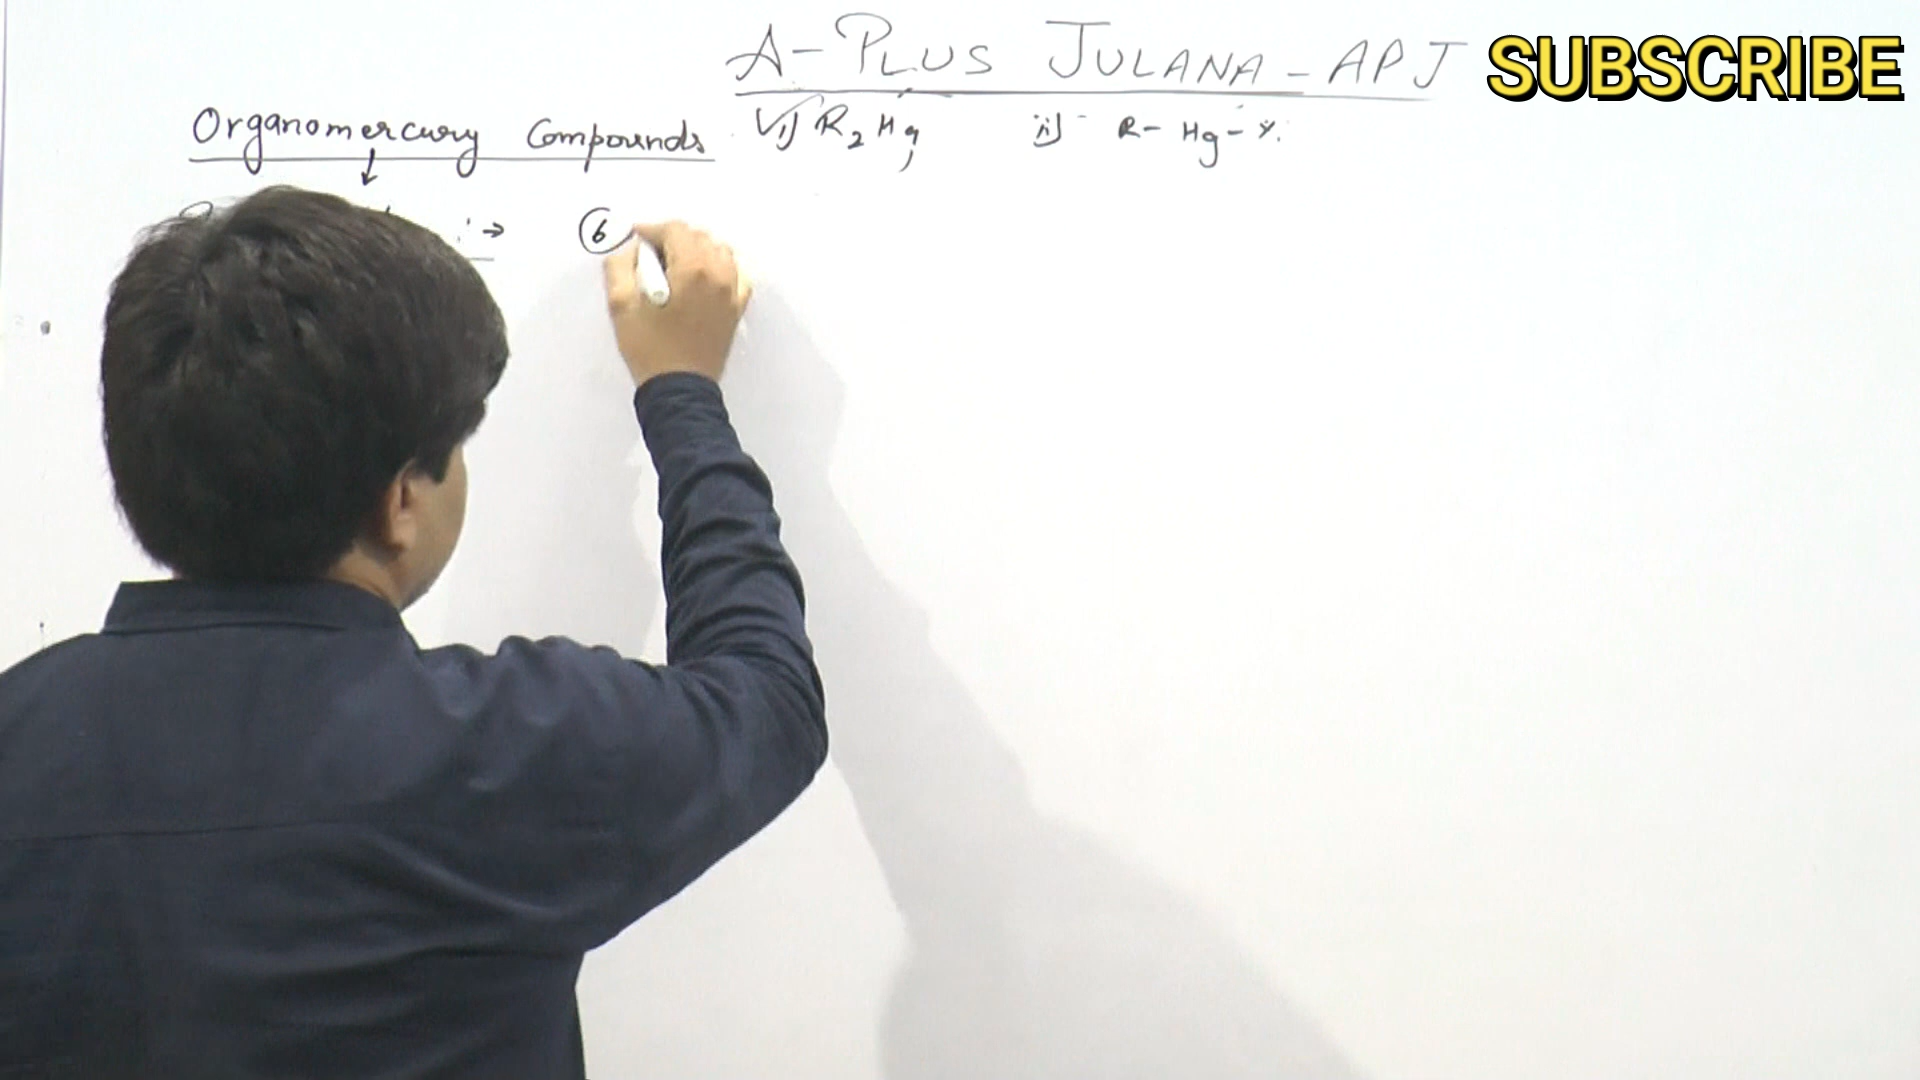 A-PLUS JULANA-APJ
SUBSCRIBE
Organomercury Compounds i) R₂Hg, ii) R-Hg-X.
:→ ⑥